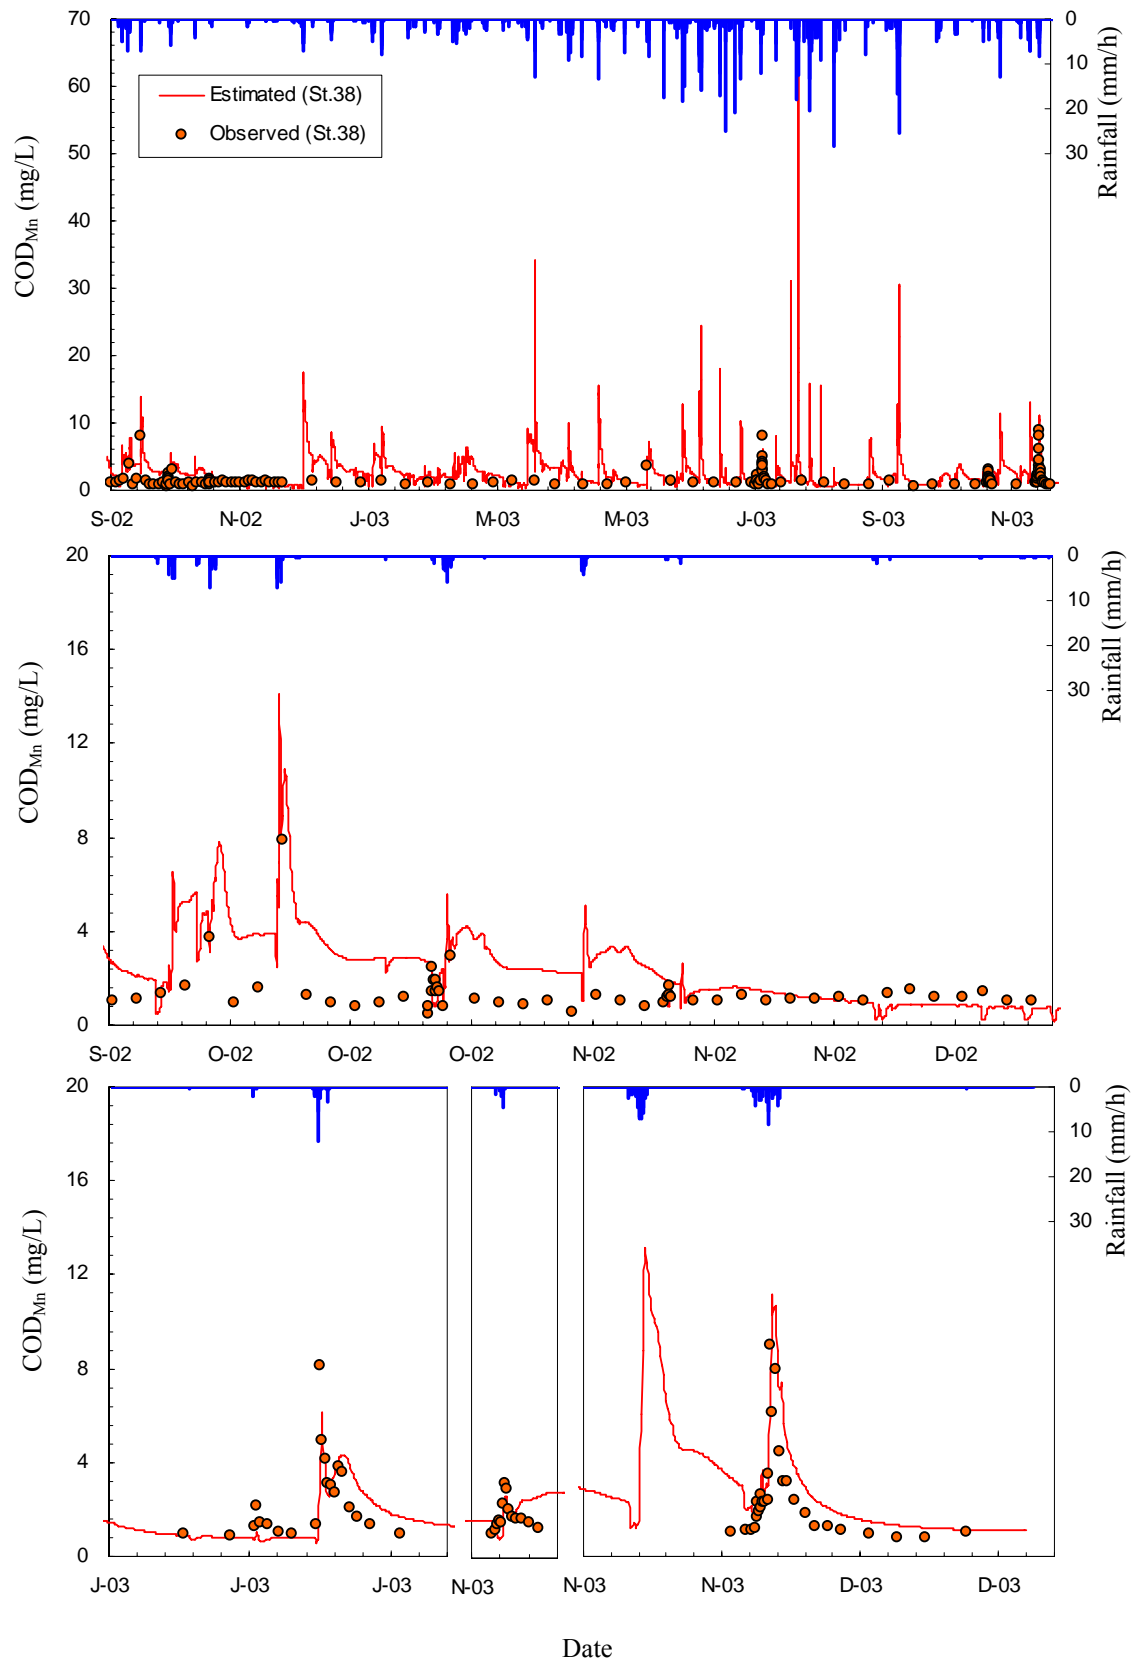 70
60
50
40
30
20
10
0
COD_Mn (mg/L)
0
10
20
30
Rainfall (mm/h)
Estimated (St.38)
Observed (St.38)
S-02 N-02 J-03 M-03 M-03 J-03 S-03 N-03
20
16
12
8
4
0
COD_Mn (mg/L)
0
10
20
30
Rainfall (mm/h)
S-02 O-02 O-02 O-02 N-02 N-02 N-02 D-02
20
16
12
8
4
0
COD_Mn (mg/L)
0
10
20
30
Rainfall (mm/h)
J-03 J-03 J-03 N-03 N-03 N-03 D-03 D-03
Date